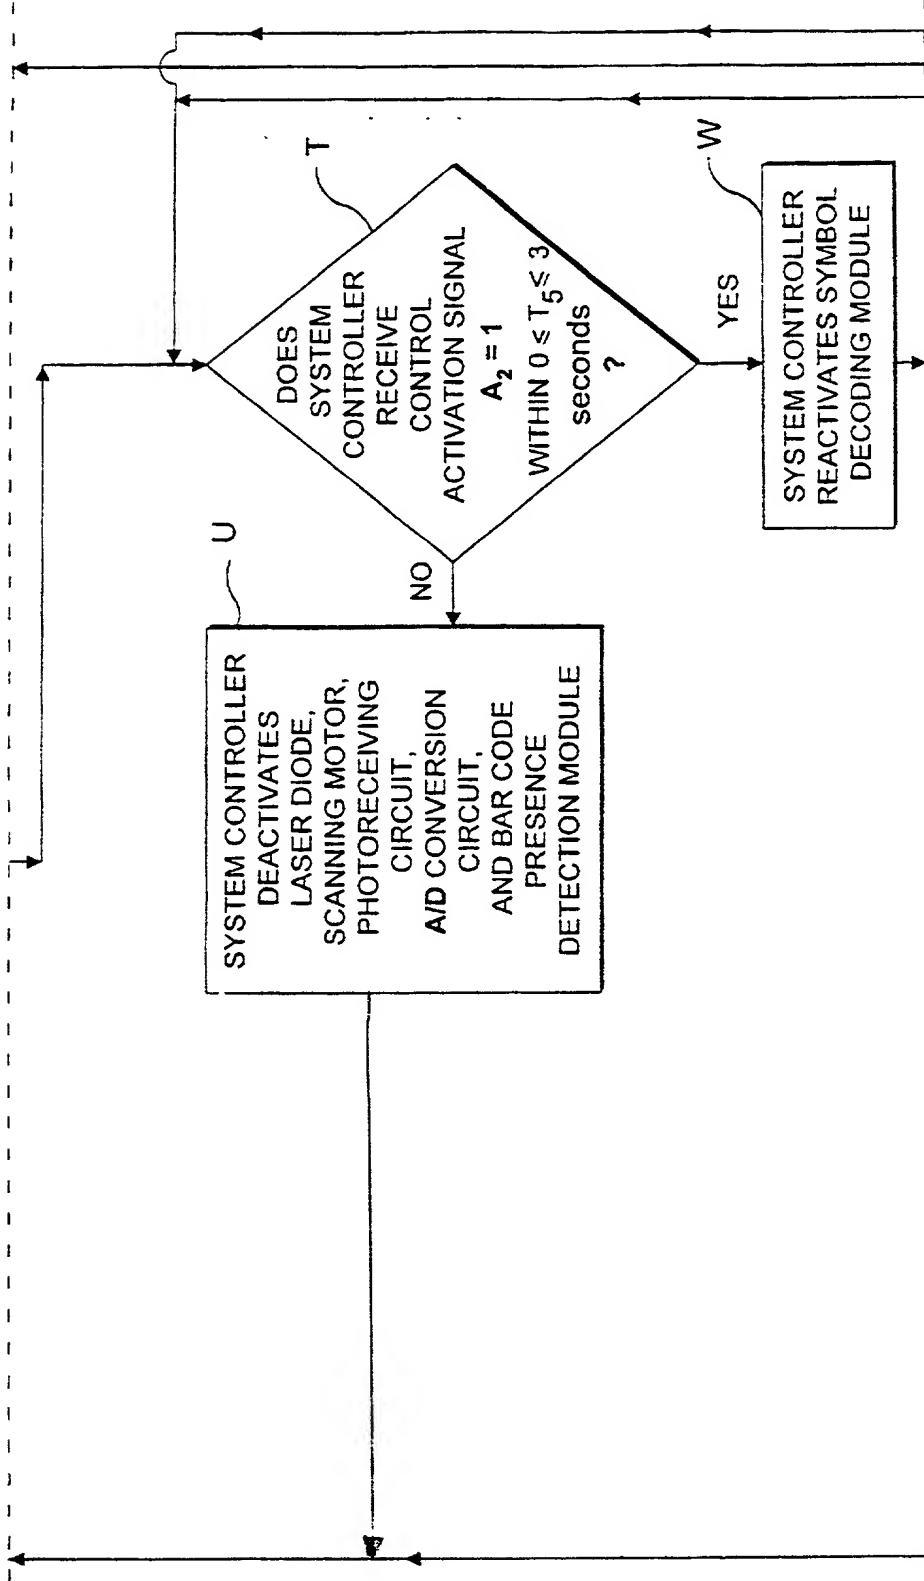 T
DOES
SYSTEM
CONTROLLER
RECEIVE
CONTROL
ACTIVATION SIGNAL
A₂ = 1
WITHIN 0 ≤ T₅ ≤ 3
seconds
?
NO
YES
U
SYSTEM CONTROLLER
DEACTIVATES
LASER DIODE,
SCANNING MOTOR,
PHOTORECEIVING
CIRCUIT,
A/D CONVERSION
CIRCUIT,
AND BAR CODE
PRESENCE
DETECTION MODULE
W
SYSTEM CONTROLLER
REACTIVATES SYMBOL
DECODING MODULE